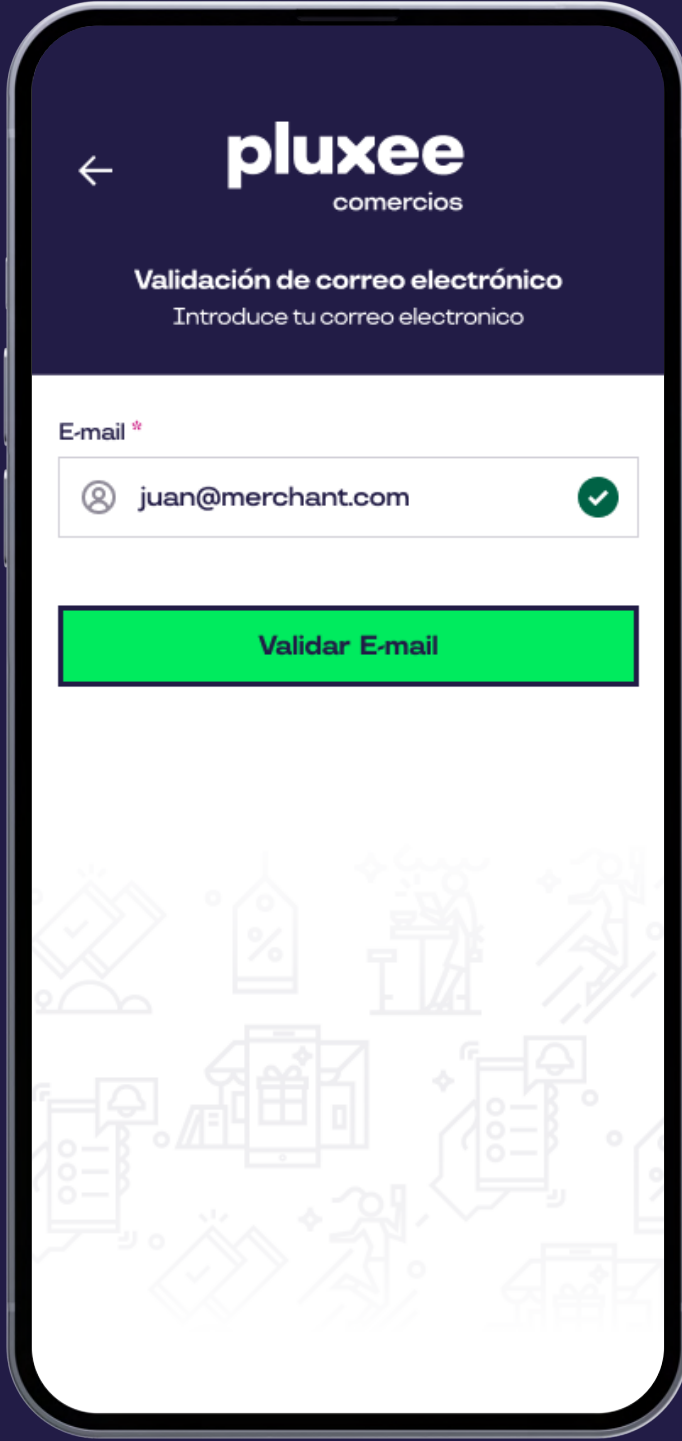 pluxee
comercios
Validación de correo electrónico
Introduce tu correo electronico
E-mail *
juan@merchant.com
Validar E-mail